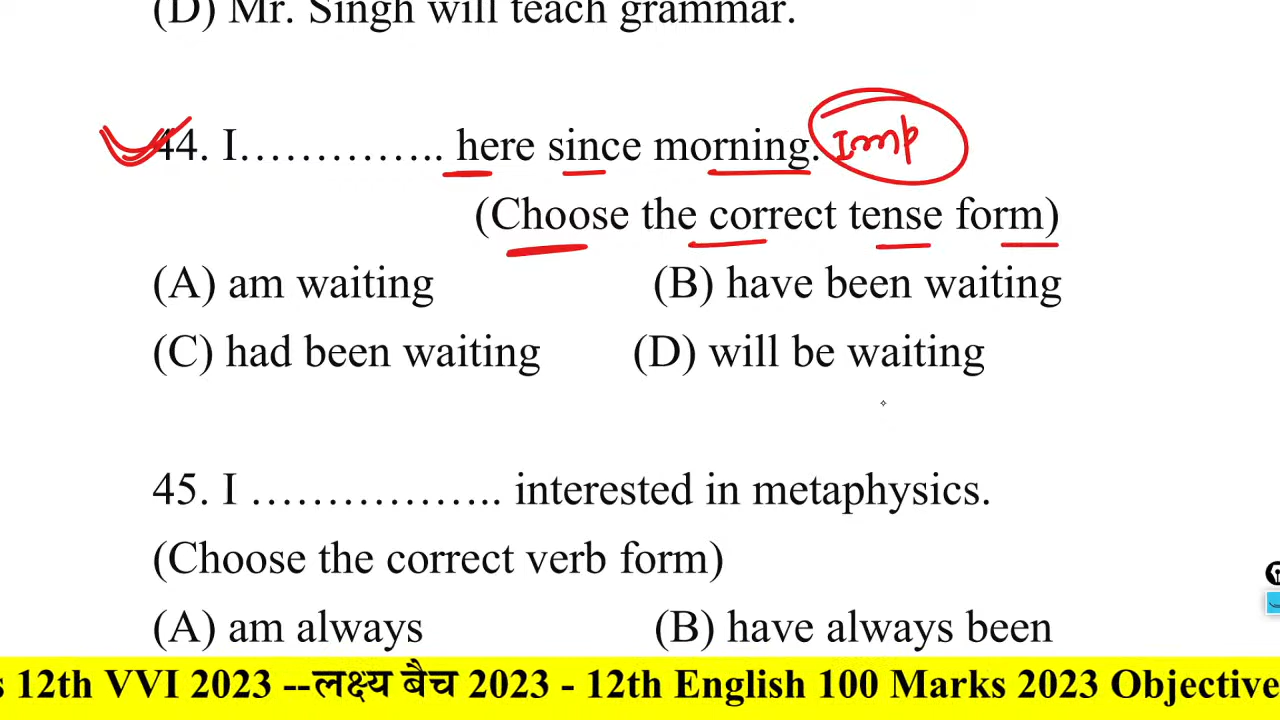 (D) Mr. Singh will teach grammar.
44. I………….. here since morning. Imp
(Choose the correct tense form)
(A) am waiting (B) have been waiting
(C) had been waiting (D) will be waiting
45. I …………….. interested in metaphysics.
(Choose the correct verb form)
(A) am always (B) have always been
s 12th VVI 2023 --लक्ष्य बैच 2023 - 12th English 100 Marks 2023 Objective